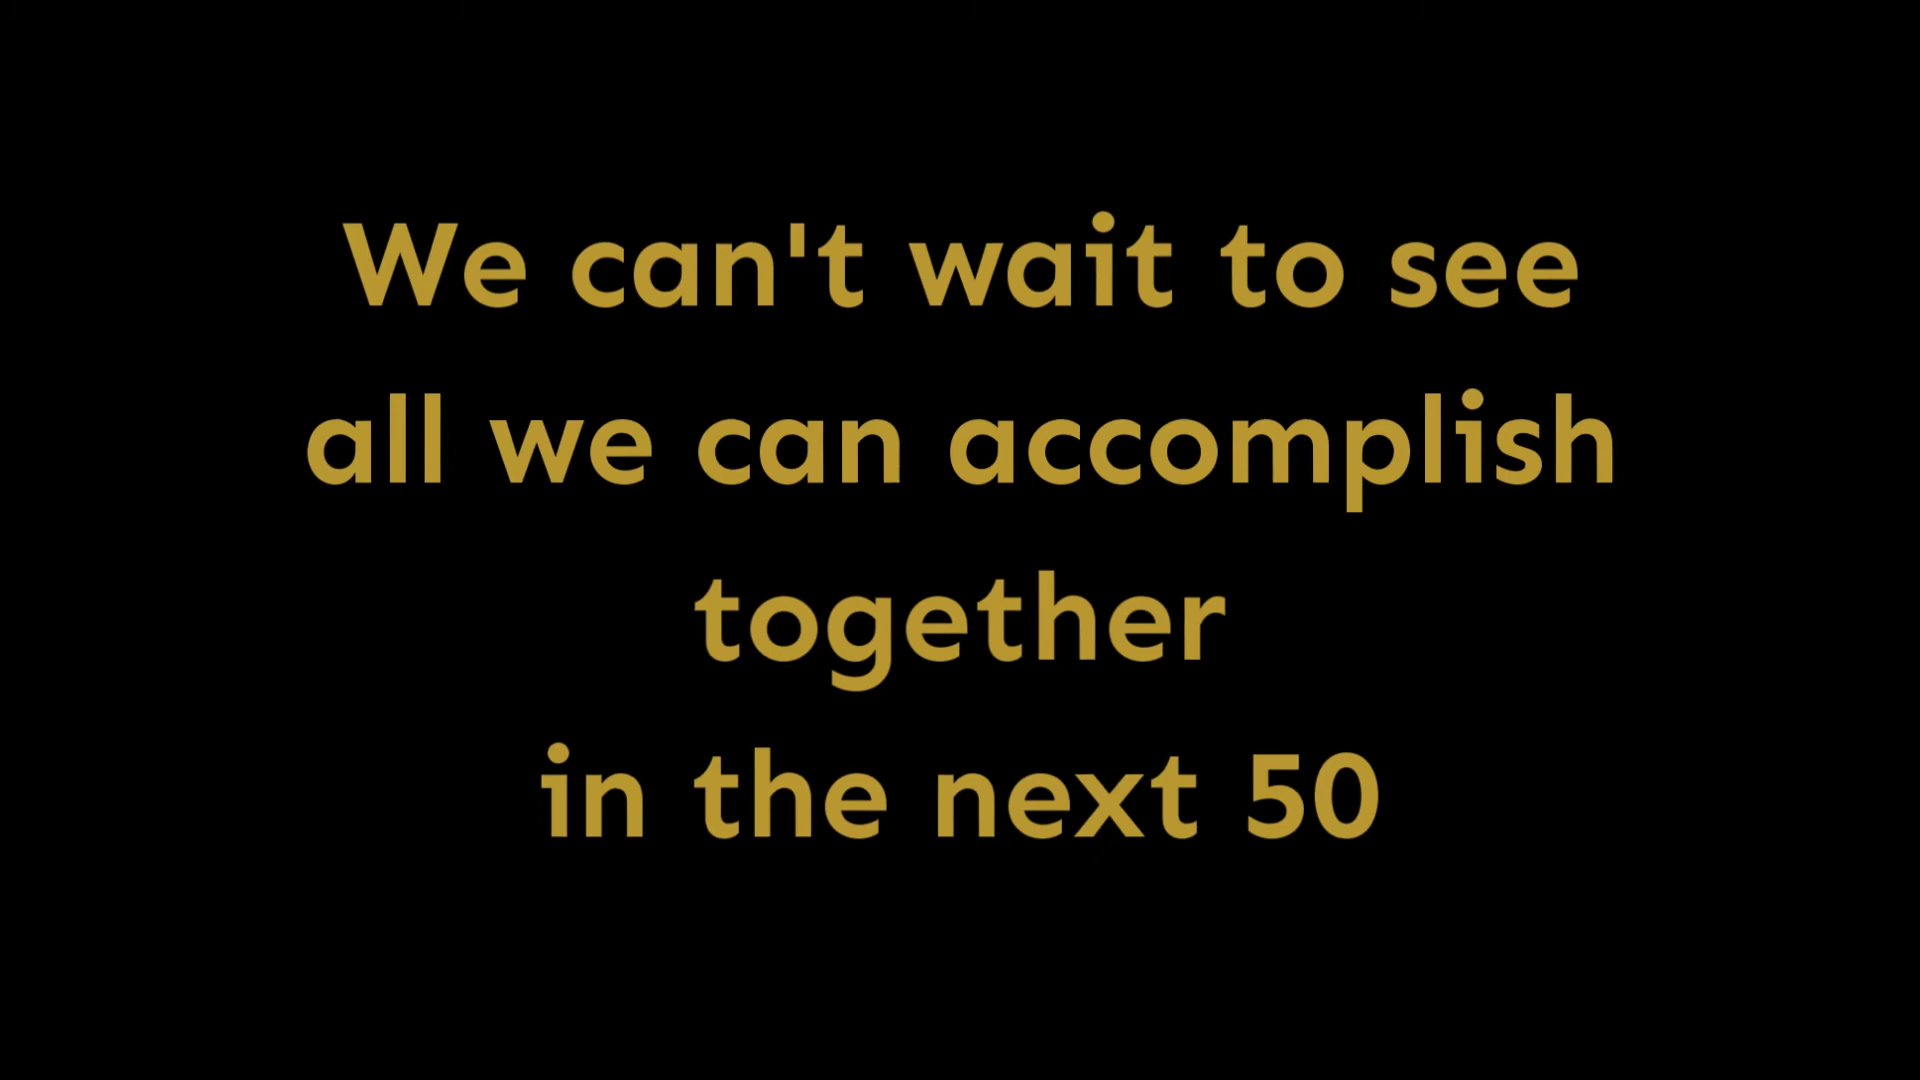 We can't wait to see
all we can accomplish
together
in the next 50